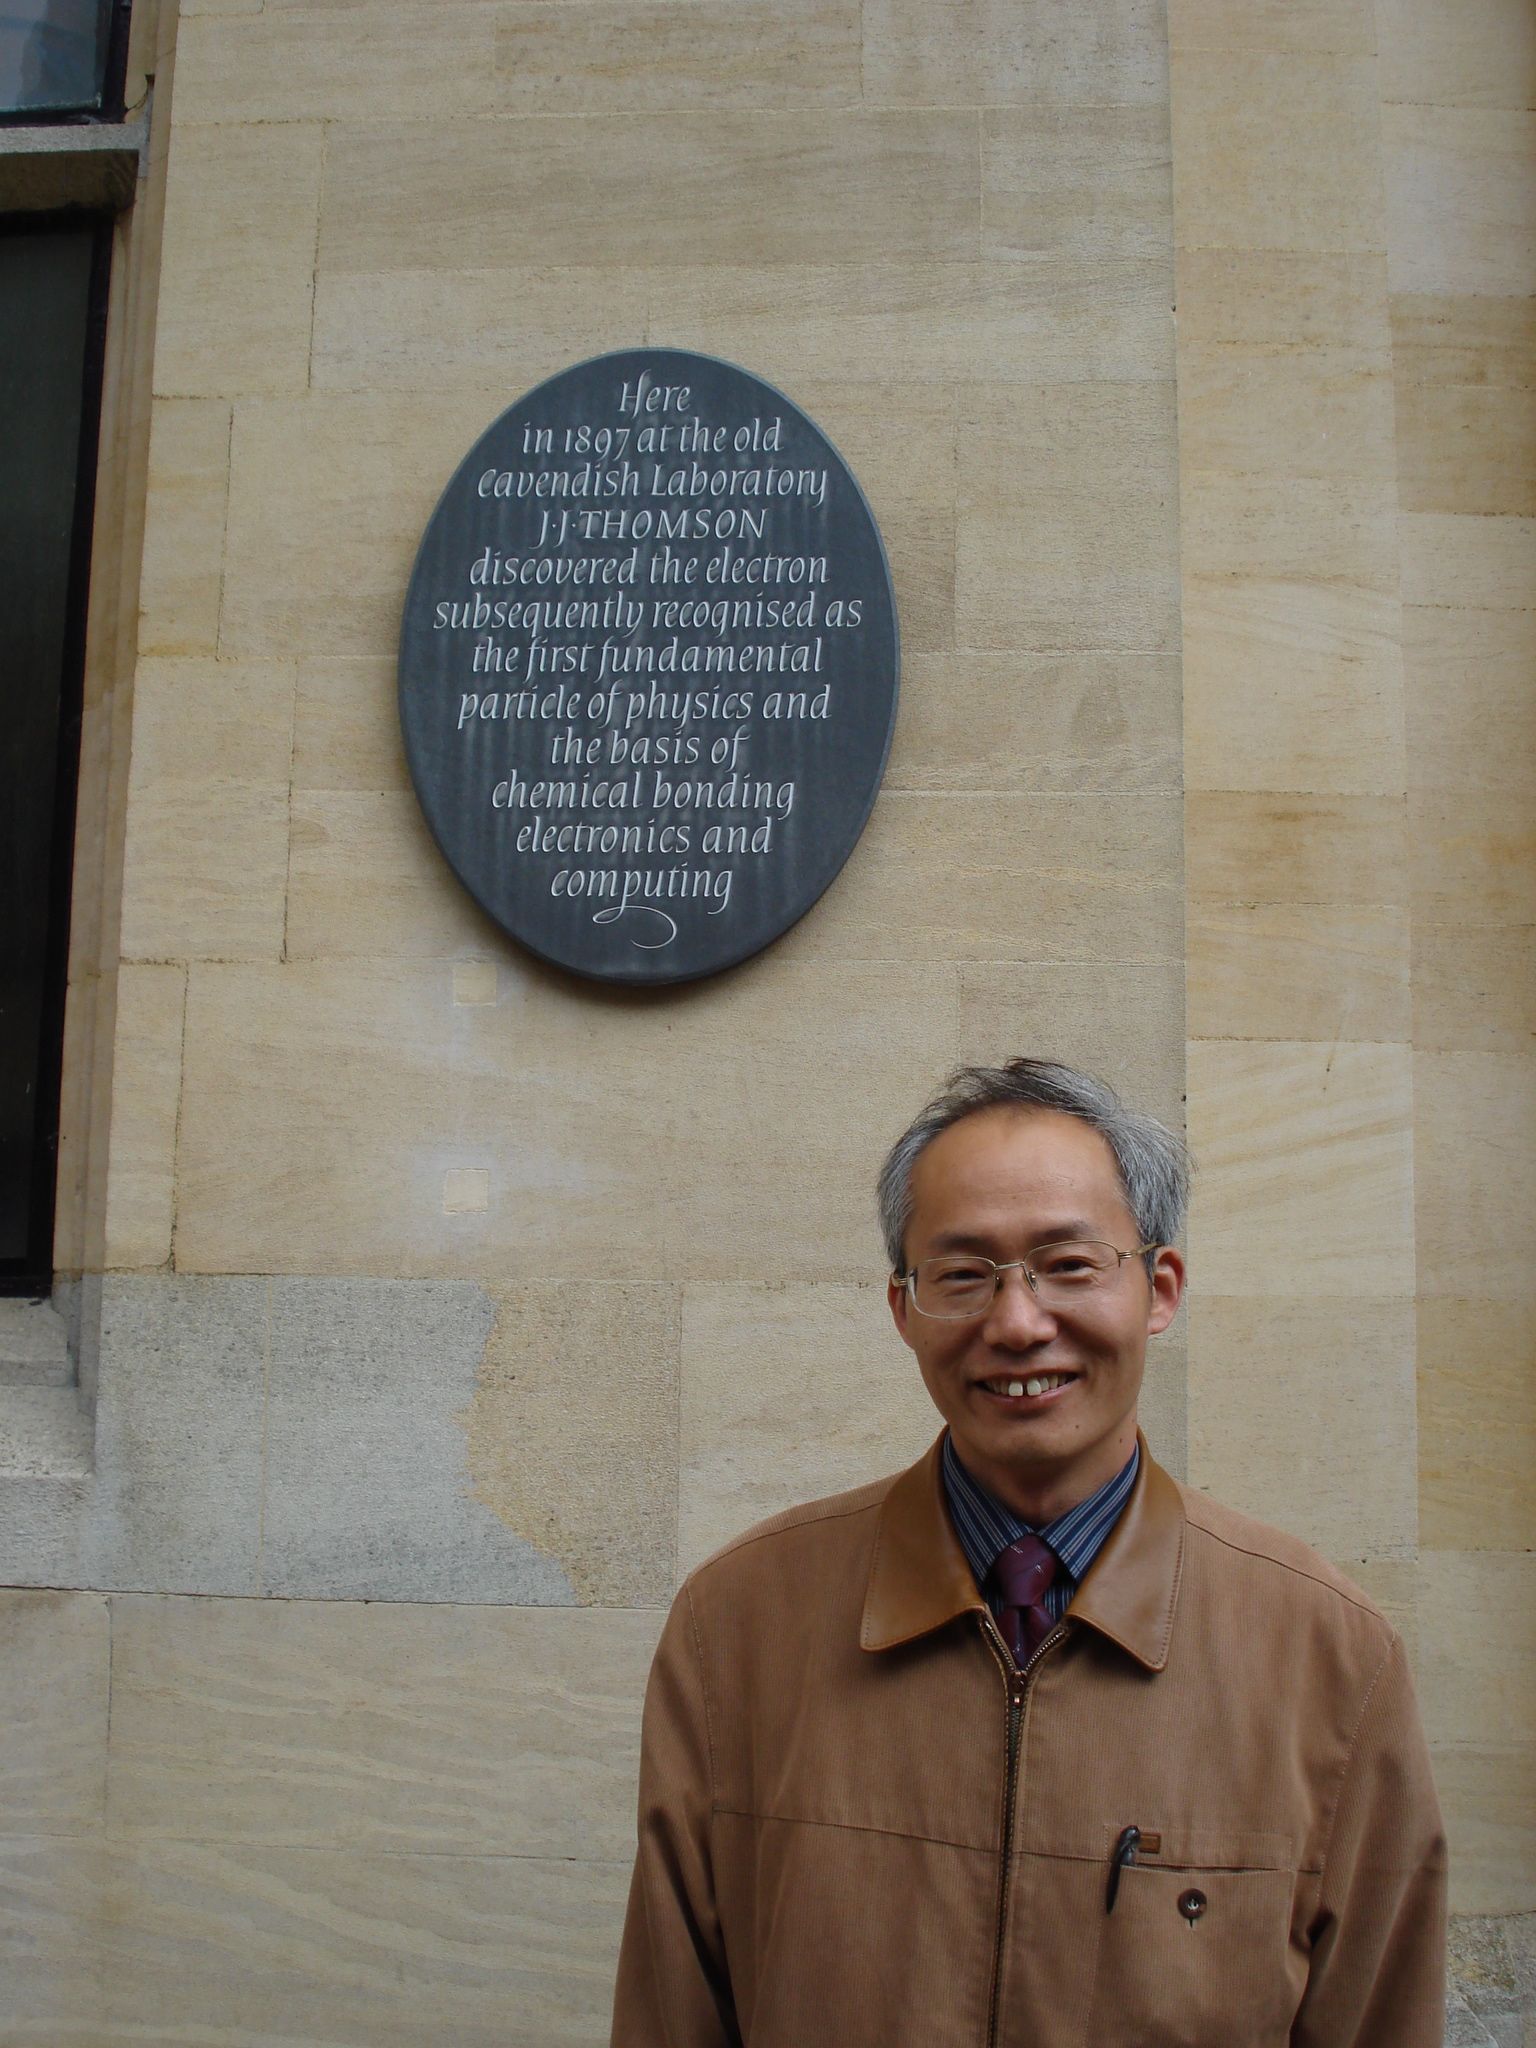 Here
in 1897 at the old
Cavendish Laboratory
J·J·THOMSON
discovered the electron
subsequently recognised as
the first fundamental
particle of physics and
the basis of
chemical bonding
electronics and
computing